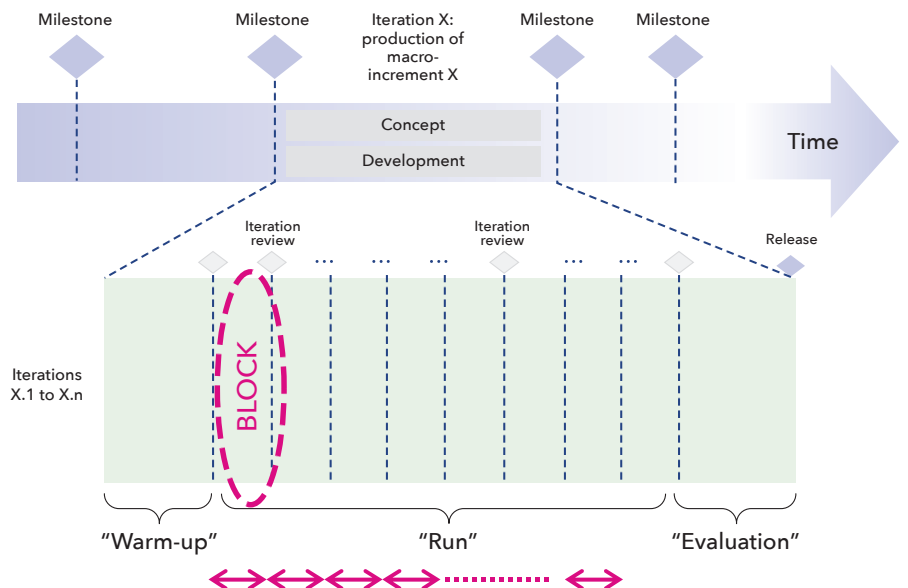 Milestone
Milestone
Iteration X:
production of
macro-
increment X
Milestone
Milestone
Concept
Development
Time
Iteration
review
...
...
...
Iteration
review
...
...
Release
Iterations
X.1 to X.n
BLOCK
“Warm-up”
“Run”
“Evaluation”